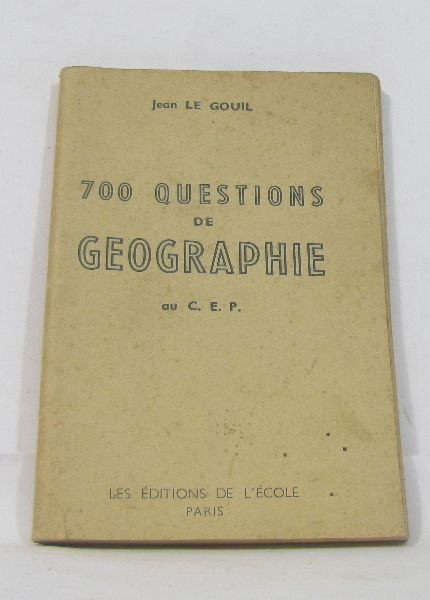 Jean LE GOUIL
700 QUESTIONS
DE
GEOGRAPHIE
au C. E. P.
LES ÉDITIONS DE L'ÉCOLE
PARIS